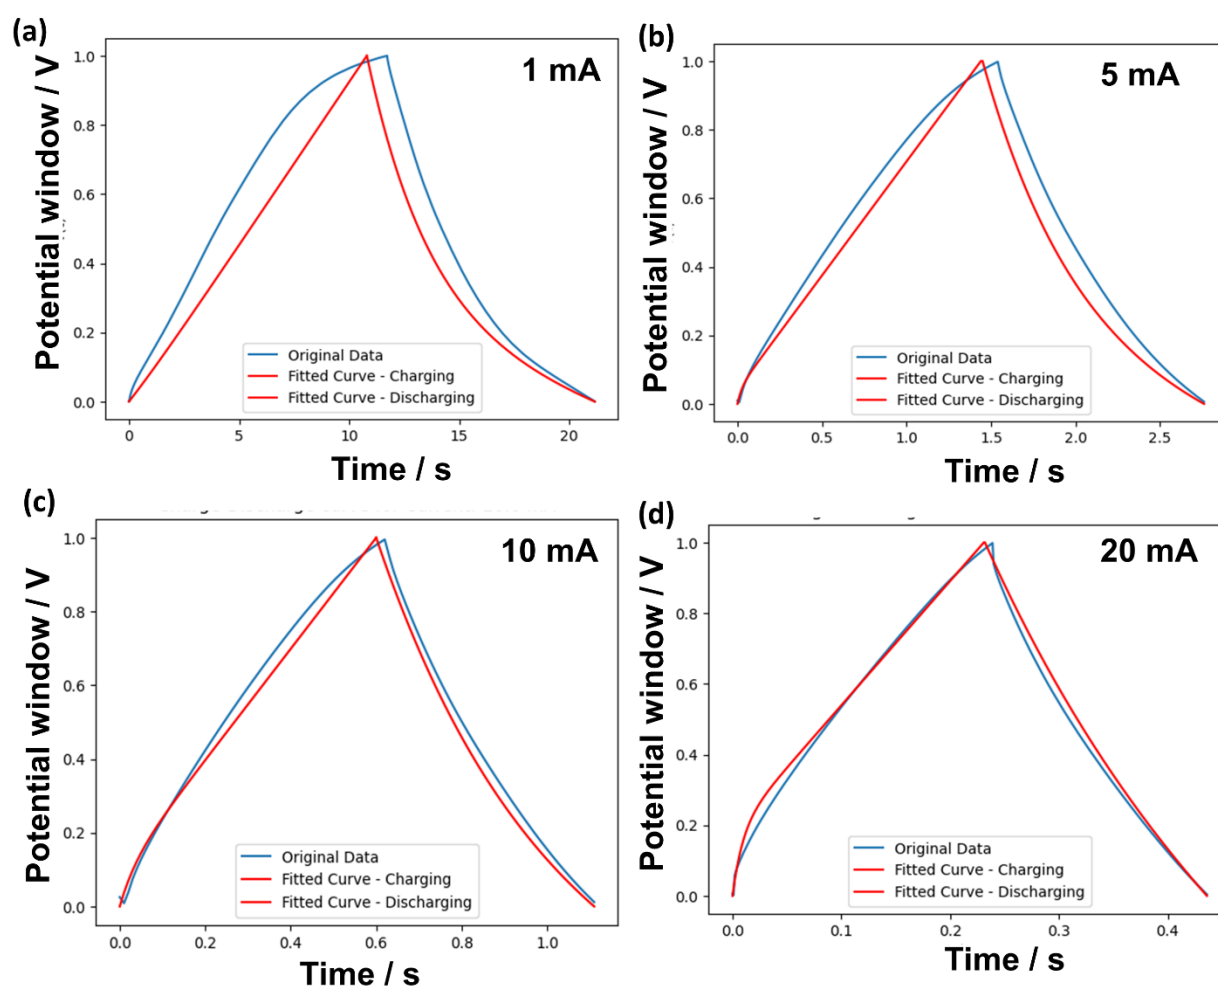 (a)
1 mA
Potential window / V
1.0
0.8
0.6
0.4
0.2
0.0
Original Data
Fitted Curve - Charging
Fitted Curve - Discharging
0
5
10
15
20
Time / s
(b)
5 mA
Potential window / V
1.0
0.8
0.6
0.4
0.2
0.0
Original Data
Fitted Curve - Charging
Fitted Curve - Discharging
0.0
0.5
1.0
1.5
2.0
2.5
Time / s
(c)
10 mA
Potential window / V
1.0
0.8
0.6
0.4
0.2
0.0
Original Data
Fitted Curve - Charging
Fitted Curve - Discharging
0.0
0.2
0.4
0.6
0.8
1.0
Time / s
(d)
20 mA
Potential window / V
1.0
0.8
0.6
0.4
0.2
0.0
Original Data
Fitted Curve - Charging
Fitted Curve - Discharging
0.0
0.1
0.2
0.3
0.4
Time / s